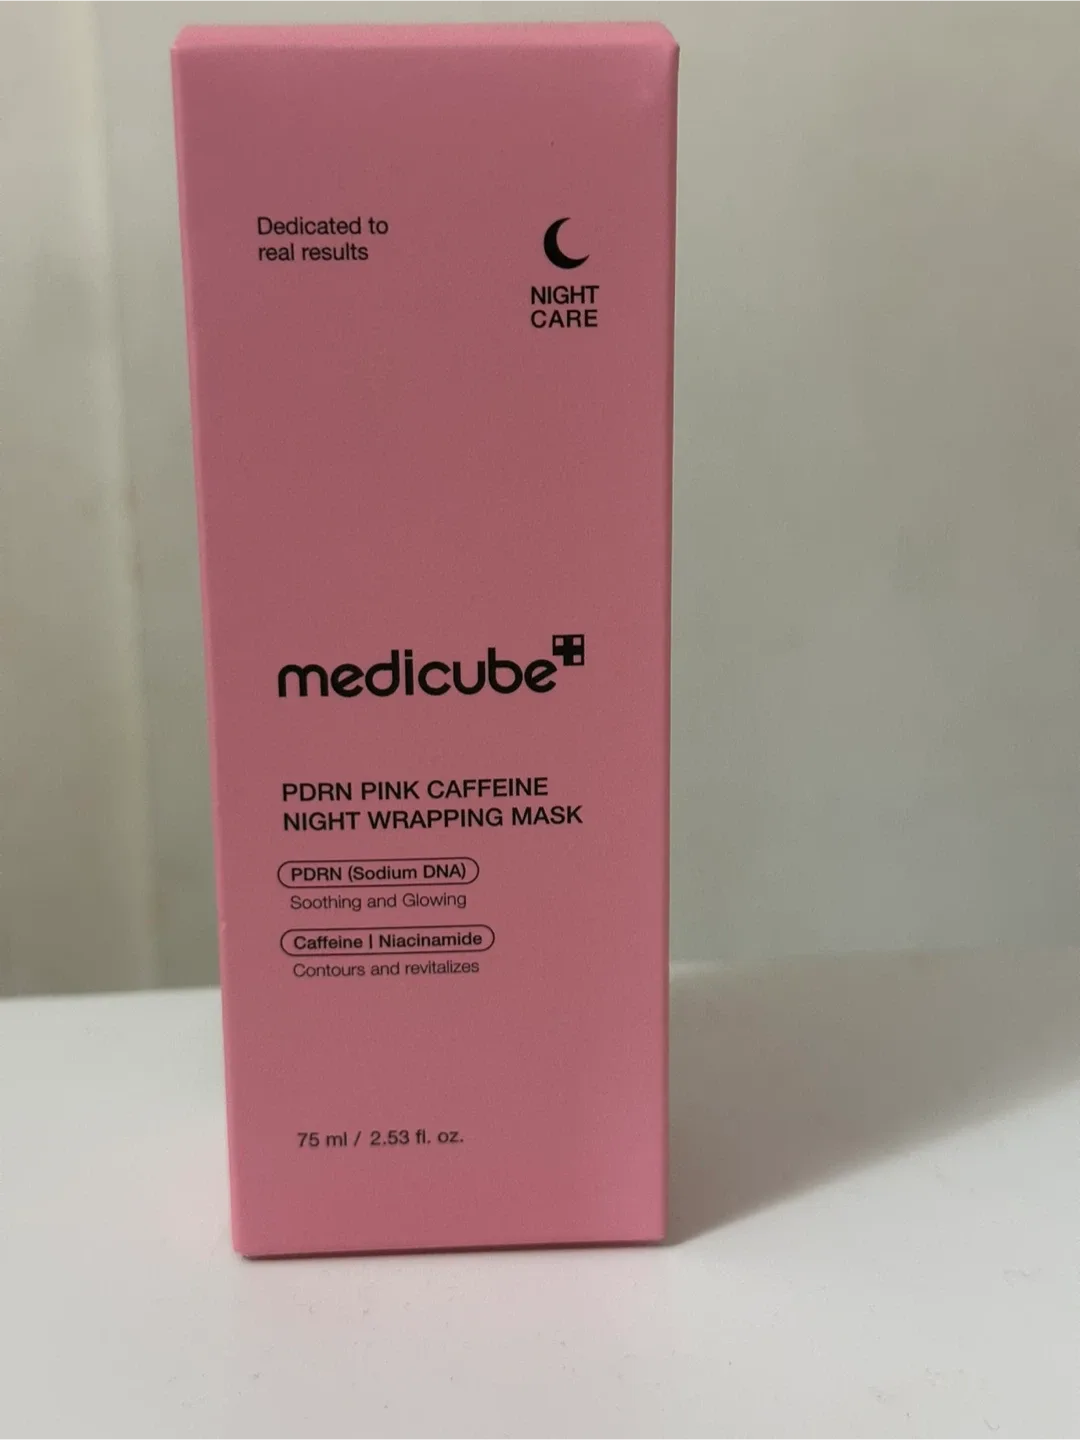 Dedicated to
real results
NIGHT
CARE
medicube
PDRN PINK CAFFEINE
NIGHT WRAPPING MASK
PDRN (Sodium DNA)
Soothing and Glowing
Caffeine | Niacinamide
Contours and revitalizes
75 ml / 2.53 fl. oz.